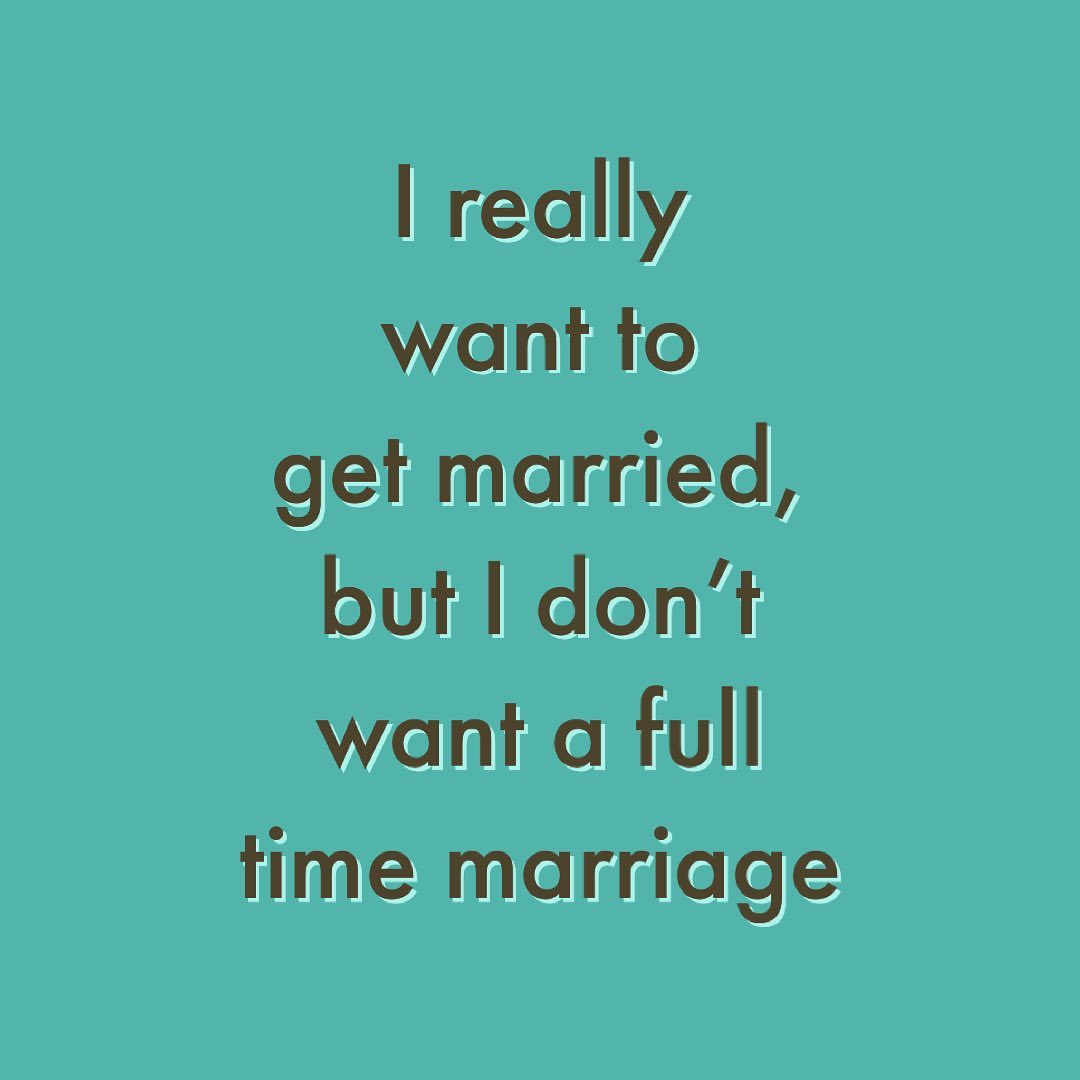 I really
want to
get married,
but I don’t
want a full
time marriage